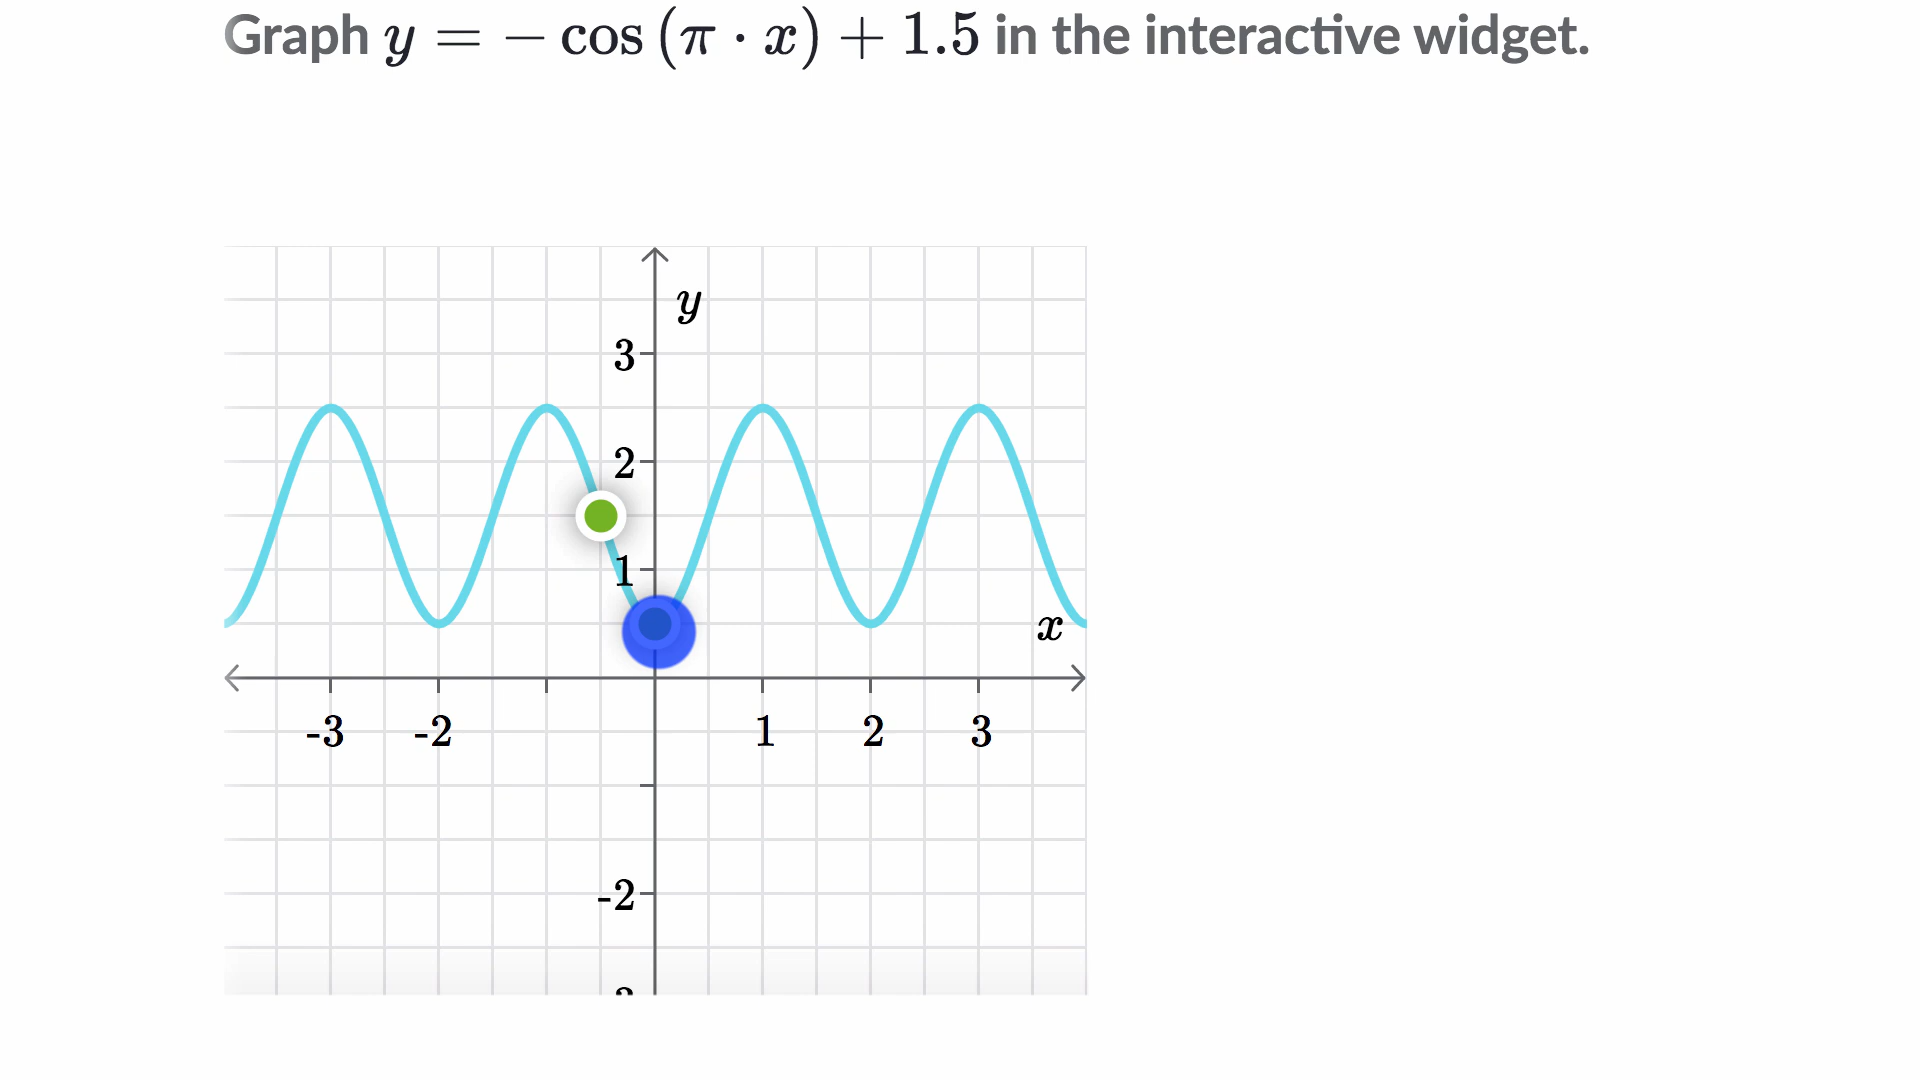 Graph y = − cos (π · x) + 1.5 in the interactive widget.
y
3
2
1
x
-3 -2 1 2 3
-2